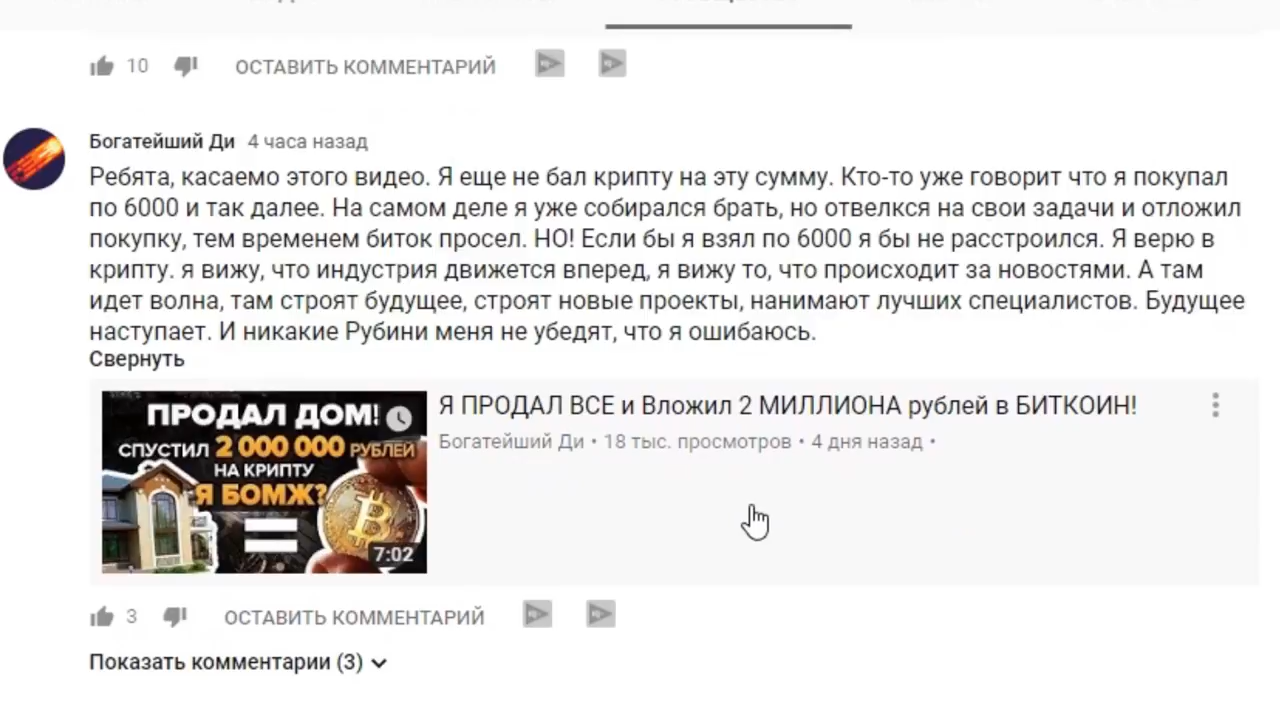 10
ОСТАВИТЬ КОММЕНТАРИЙ
Богатейший Ди 4 часа назад
Ребята, касаемо этого видео. Я еще не бал крипту на эту сумму. Кто-то уже говорит что я покупал
по 6000 и так далее. На самом деле я уже собирался брать, но отвелкся на свои задачи и отложил
покупку, тем временем биток просел. НО! Если бы я взял по 6000 я бы не расстроился. Я верю в
крипту. я вижу, что индустрия движется вперед, я вижу то, что происходит за новостями. А там
идет волна, там строят будущее, строят новые проекты, нанимают лучших специалистов. Будущее
наступает. И никакие Рубини меня не убедят, что я ошибаюсь.
Свернуть
ПРОДАЛ ДОМ!
СПУСТИЛ 2 000 000 РУБЛЕЙ
НА КРИПТУ
Я БОМЖ?
7:02
Я ПРОДАЛ ВСЕ и Вложил 2 МИЛЛИОНА рублей в БИТКОИН!
Богатейший Ди • 18 тыс. просмотров • 4 дня назад •
3
ОСТАВИТЬ КОММЕНТАРИЙ
Показать комментарии (3)